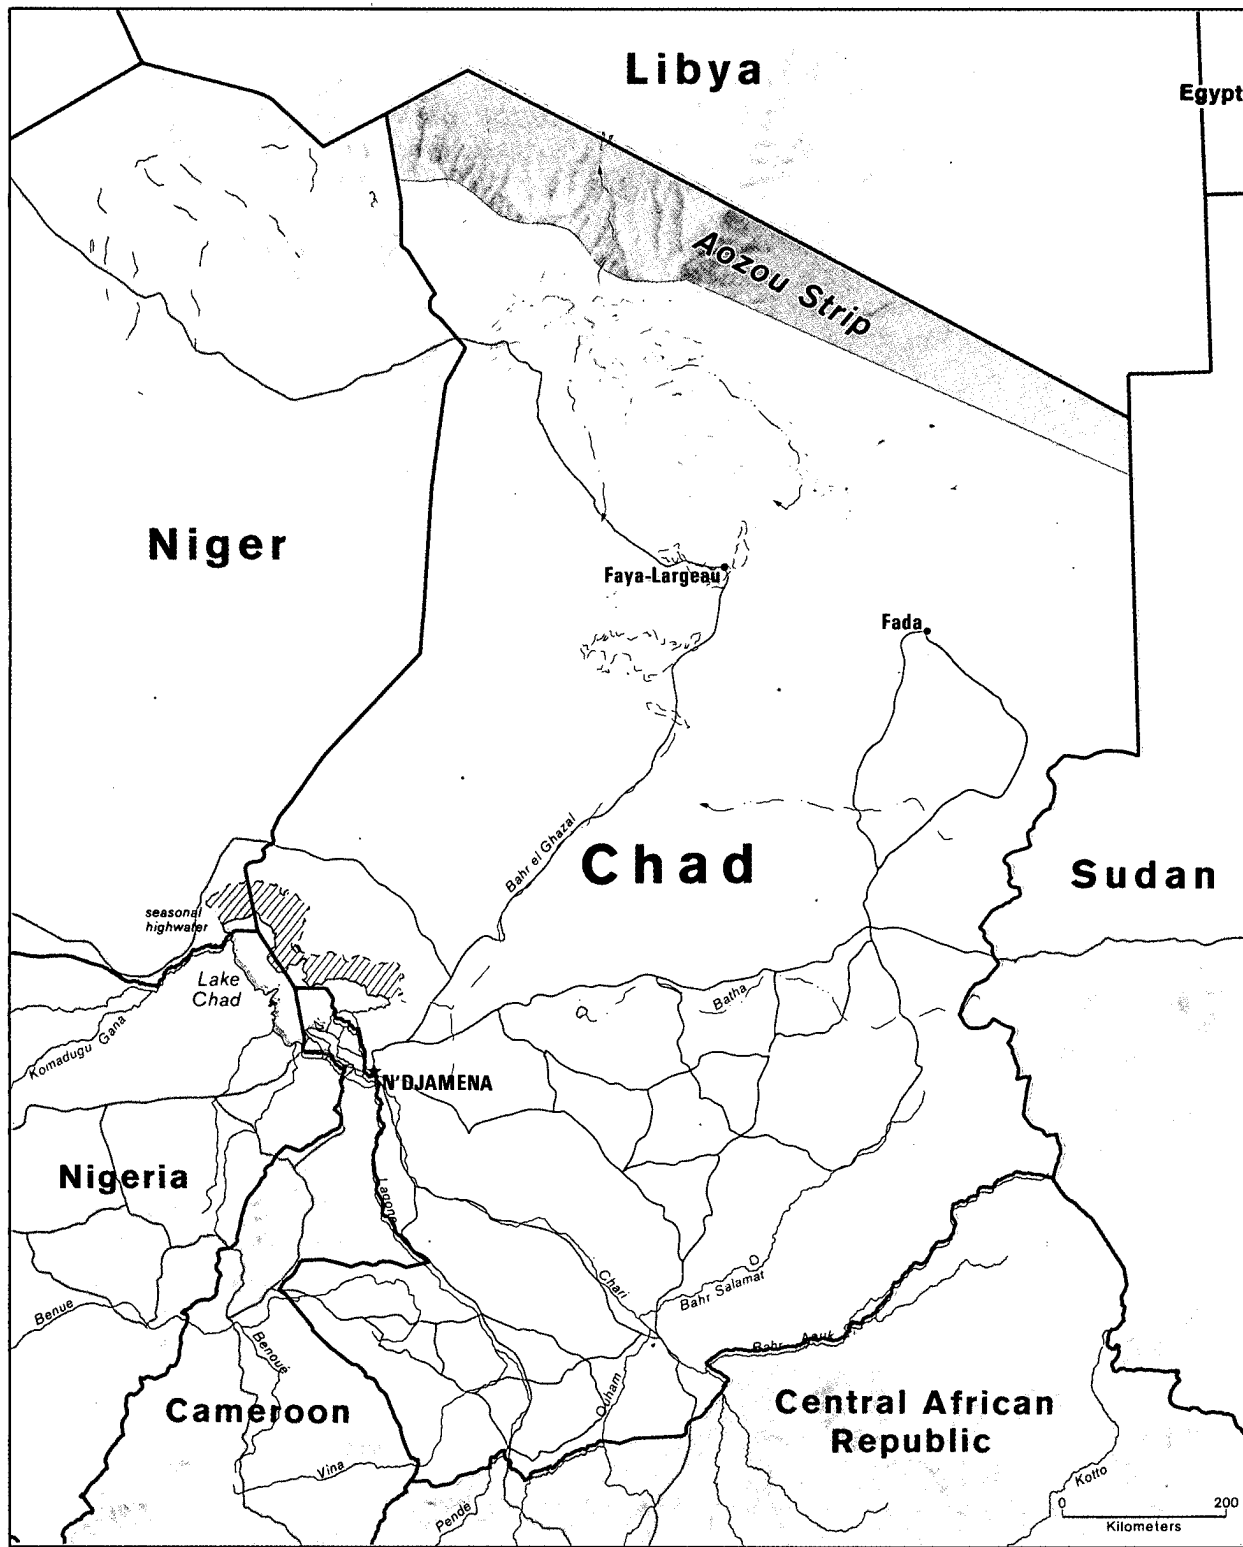 Libya
Egypt
Aozou Strip
Niger
Faya-Largeau
Fada
Bahr el Ghazal
Chad
Sudan
seasonal
highwater
Lake
Chad
Batha
Komadugu Gana
N'DJAMENA
Nigeria
Logone
Chari
Bahr Salamat
Benue
Benoué
Bahr Aouk
Ouham
Cameroon
Central African
Republic
Vina
Pendé
Kotto
0 200
Kilometers